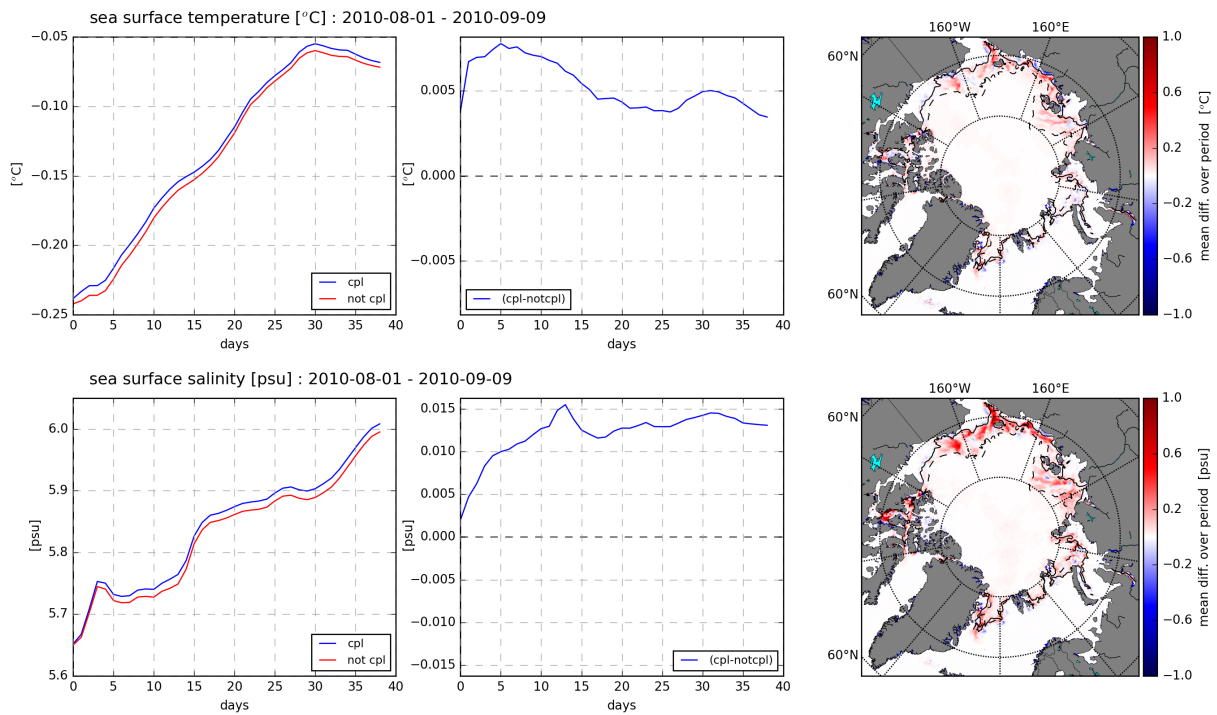 sea surface temperature [°C] : 2010-08-01 - 2010-09-09
−0.05
−0.10
−0.15
−0.20
−0.25
[°C]
0 5 10 15 20 25 30 35 40
days
cpl
not cpl
0.005
0.000
−0.005
[°C]
0 5 10 15 20 25 30 35 40
days
(cpl-notcpl)
160°W 160°E
60°N
60°N
1.0
0.6
0.2
−0.2
−0.6
−1.0
mean diff. over period [°C]
sea surface salinity [psu] : 2010-08-01 - 2010-09-09
6.0
5.9
5.8
5.7
5.6
[psu]
0 5 10 15 20 25 30 35 40
days
cpl
not cpl
0.015
0.010
0.005
0.000
−0.005
−0.010
−0.015
[psu]
0 5 10 15 20 25 30 35 40
days
(cpl-notcpl)
160°W 160°E
60°N
60°N
1.0
0.6
0.2
−0.2
−0.6
−1.0
mean diff. over period [psu]